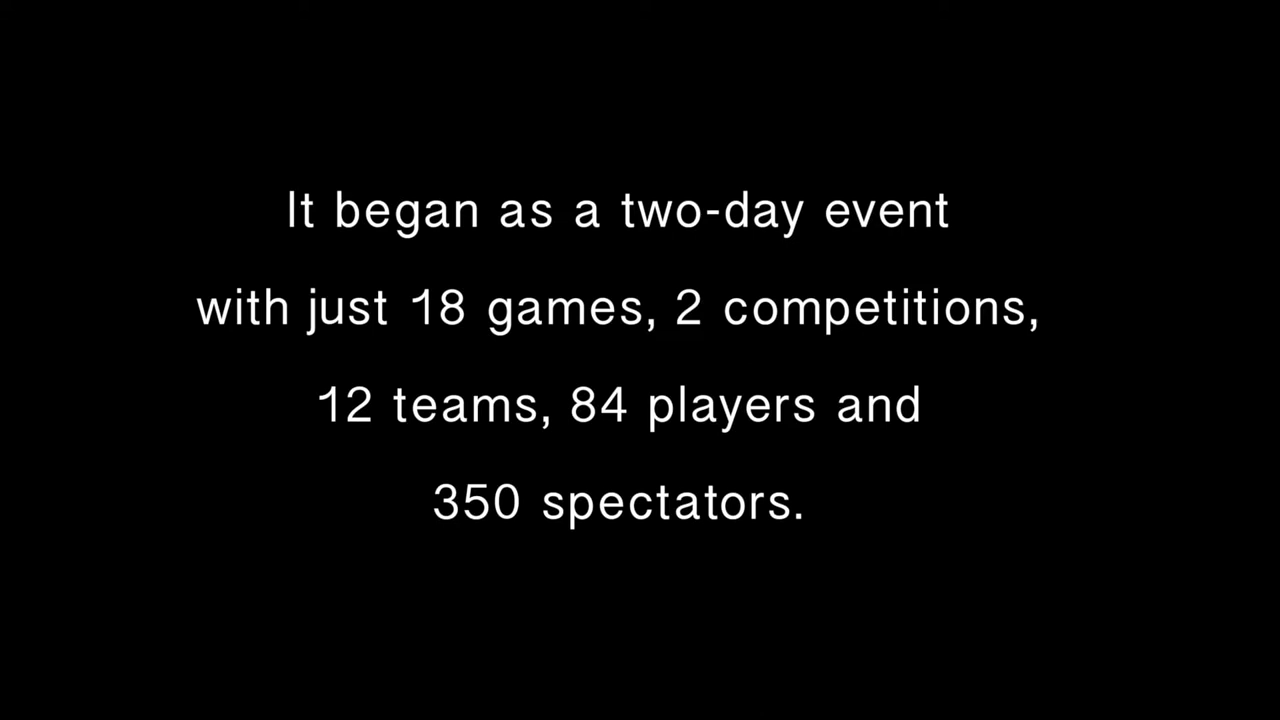 It began as a two-day event
with just 18 games, 2 competitions,
12 teams, 84 players and
350 spectators.